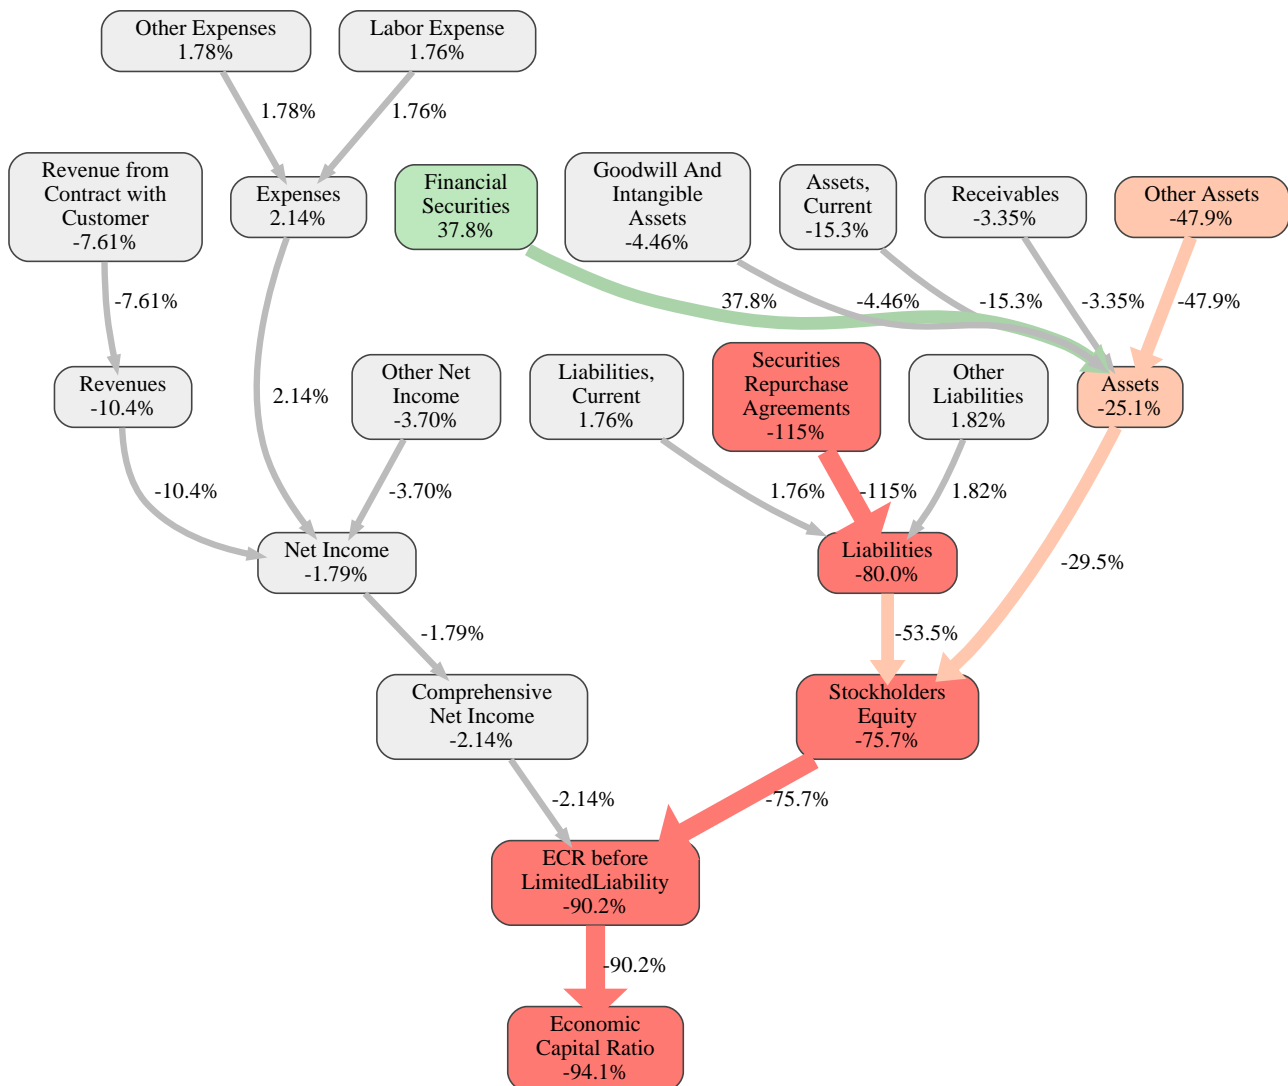 Other Expenses
1.78%
Labor Expense
1.76%
1.78%
1.76%
Revenue from
Contract with
Customer
-7.61%
Expenses
2.14%
Financial
Securities
37.8%
Goodwill And
Intangible
Assets
-4.46%
Assets,
Current
-15.3%
Receivables
-3.35%
Other Assets
-47.9%
-7.61%
37.8%
-4.46%
-15.3%
-3.35%
-47.9%
Revenues
-10.4%
2.14%
Other Net
Income
-3.70%
Liabilities,
Current
1.76%
Securities
Repurchase
Agreements
-115%
Other
Liabilities
1.82%
Assets
-25.1%
-10.4%
-3.70%
1.76%
-115%
1.82%
Net Income
-1.79%
Liabilities
-80.0%
-29.5%
-1.79%
-53.5%
Comprehensive
Net Income
-2.14%
Stockholders
Equity
-75.7%
-2.14%
-75.7%
ECR before
LimitedLiability
-90.2%
-90.2%
Economic
Capital Ratio
-94.1%